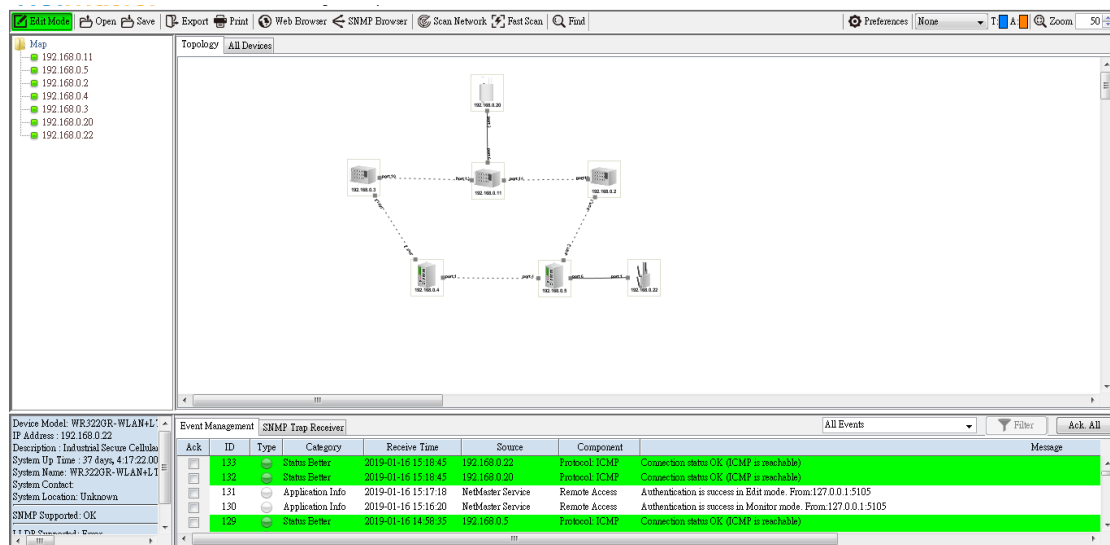 Edit Mode Open Save Export Print Web Browser SNMP Browser Scan Network Fast Scan Find Preferences None T: A: Zoom 50
Map
192.168.0.11
192.168.0.5
192.168.0.2
192.168.0.4
192.168.0.3
192.168.0.20
192.168.0.22
Topology All Devices
192.168.0.20
192.168.0.3
192.168.0.11
192.168.0.4
192.168.0.5
192.168.0.22
Device Model: WR322GR-WLAN+L
IP Address : 192.168.0.22
Description : Industrial Secure Cellular
System Up Time : 37 days, 4:17:22.00
System Name: WR322GR-WLAN+L
System Contact:
System Location: Unknown
SNMP Supported: OK
LLDP Supported: Error
Event Management SNMP Trap Receiver All Events Filter Ack. All
Ack ID Type Category Receive Time Source Component Message
133 Status Better 2019-01-16 15:18:45 192.168.0.22 Protocol: ICMP Connection status OK (ICMP is reachable)
132 Status Better 2019-01-16 15:18:45 192.168.0.20 Protocol: ICMP Connection status OK (ICMP is reachable)
131 Application Info 2019-01-16 15:17:18 NetMaster Service Remote Access Authentication is success in Edit mode. From:127.0.0.1:5105
130 Application Info 2019-01-16 15:16:20 NetMaster Service Remote Access Authentication is success in Monitor mode. From:127.0.0.1:5105
129 Status Better 2019-01-16 14:58:35 192.168.0.5 Protocol: ICMP Connection status OK (ICMP is reachable)